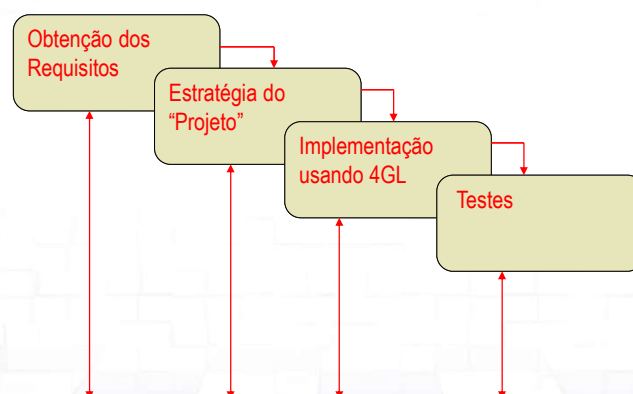 Obtenção dos
Requisitos
Estratégia do
“Projeto”
Implementação
usando 4GL
Testes